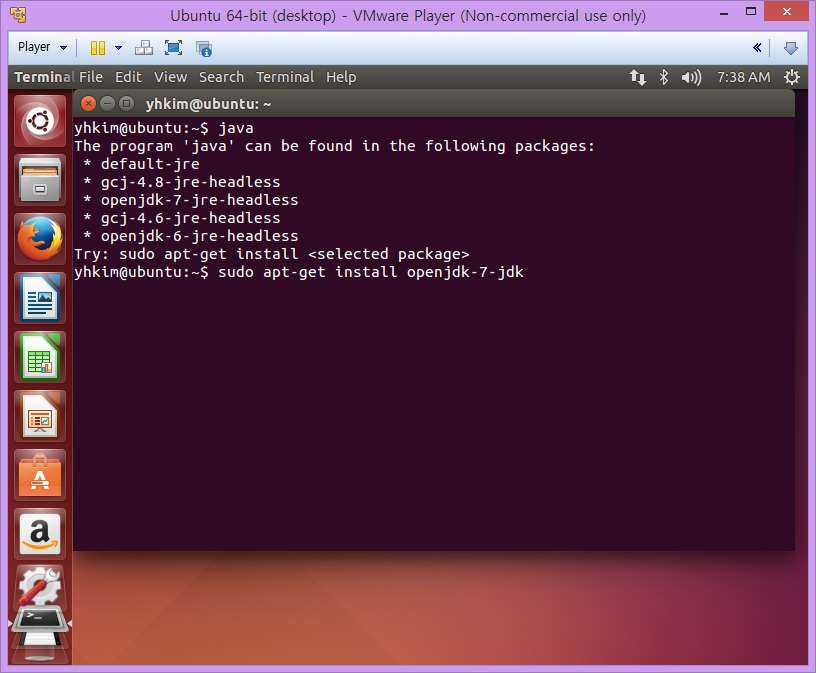 Ubuntu 64-bit (desktop) - VMware Player (Non-commercial use only)
Player
Terminal File Edit View Search Terminal Help 7:38 AM
yhkim@ubuntu: ~
yhkim@ubuntu:~$ java
The program 'java' can be found in the following packages:
 * default-jre
 * gcj-4.8-jre-headless
 * openjdk-7-jre-headless
 * gcj-4.6-jre-headless
 * openjdk-6-jre-headless
Try: sudo apt-get install <selected package>
yhkim@ubuntu:~$ sudo apt-get install openjdk-7-jdk